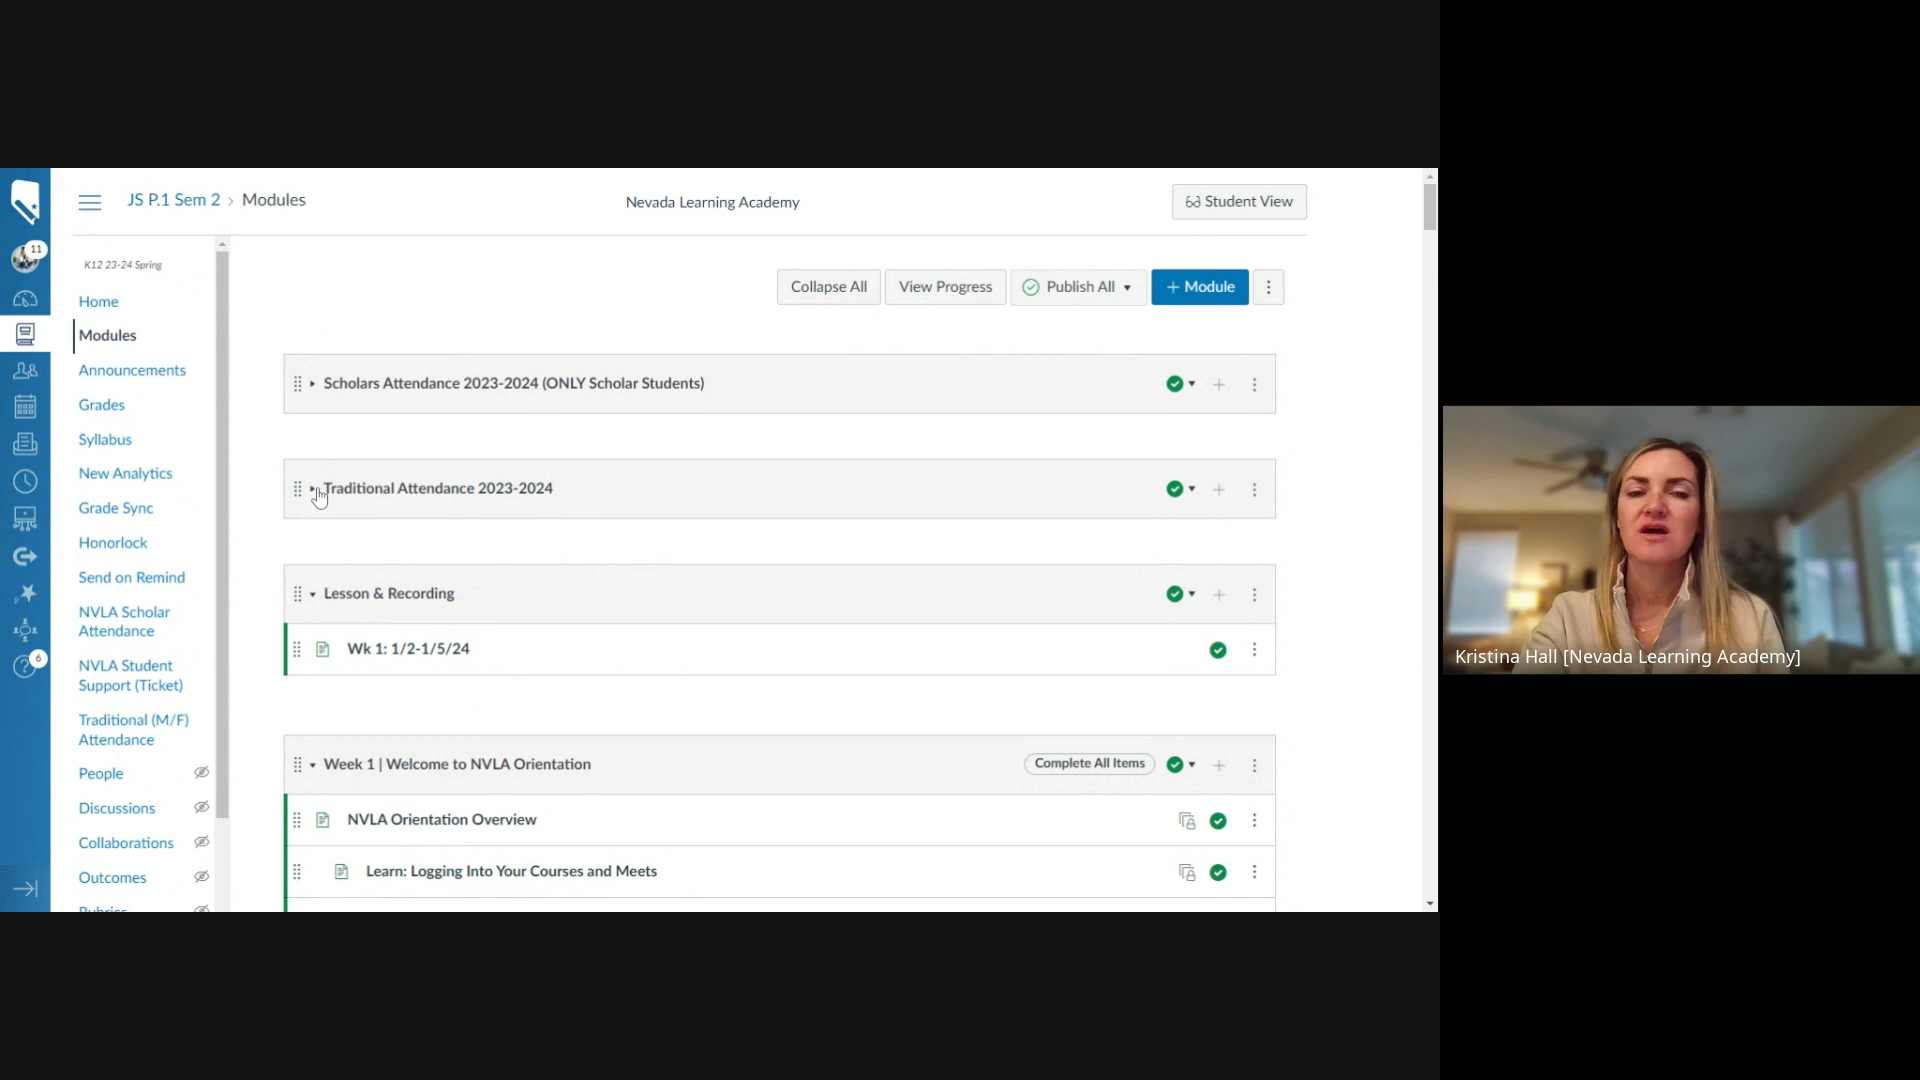 JS P.1 Sem 2 › Modules
Nevada Learning Academy
Student View
11
K12 23-24 Spring
Home
Modules
Announcements
Grades
Syllabus
New Analytics
Grade Sync
Honorlock
Send on Remind
NVLA Scholar
Attendance
NVLA Student
Support (Ticket)
Traditional (M/F)
Attendance
People
Discussions
Collaborations
Outcomes
Rubrics
6
Collapse All
View Progress
Publish All
+ Module
Scholars Attendance 2023-2024 (ONLY Scholar Students)
Traditional Attendance 2023-2024
Lesson & Recording
Wk 1: 1/2-1/5/24
Week 1 | Welcome to NVLA Orientation
Complete All Items
NVLA Orientation Overview
Learn: Logging Into Your Courses and Meets
Kristina Hall [Nevada Learning Academy]